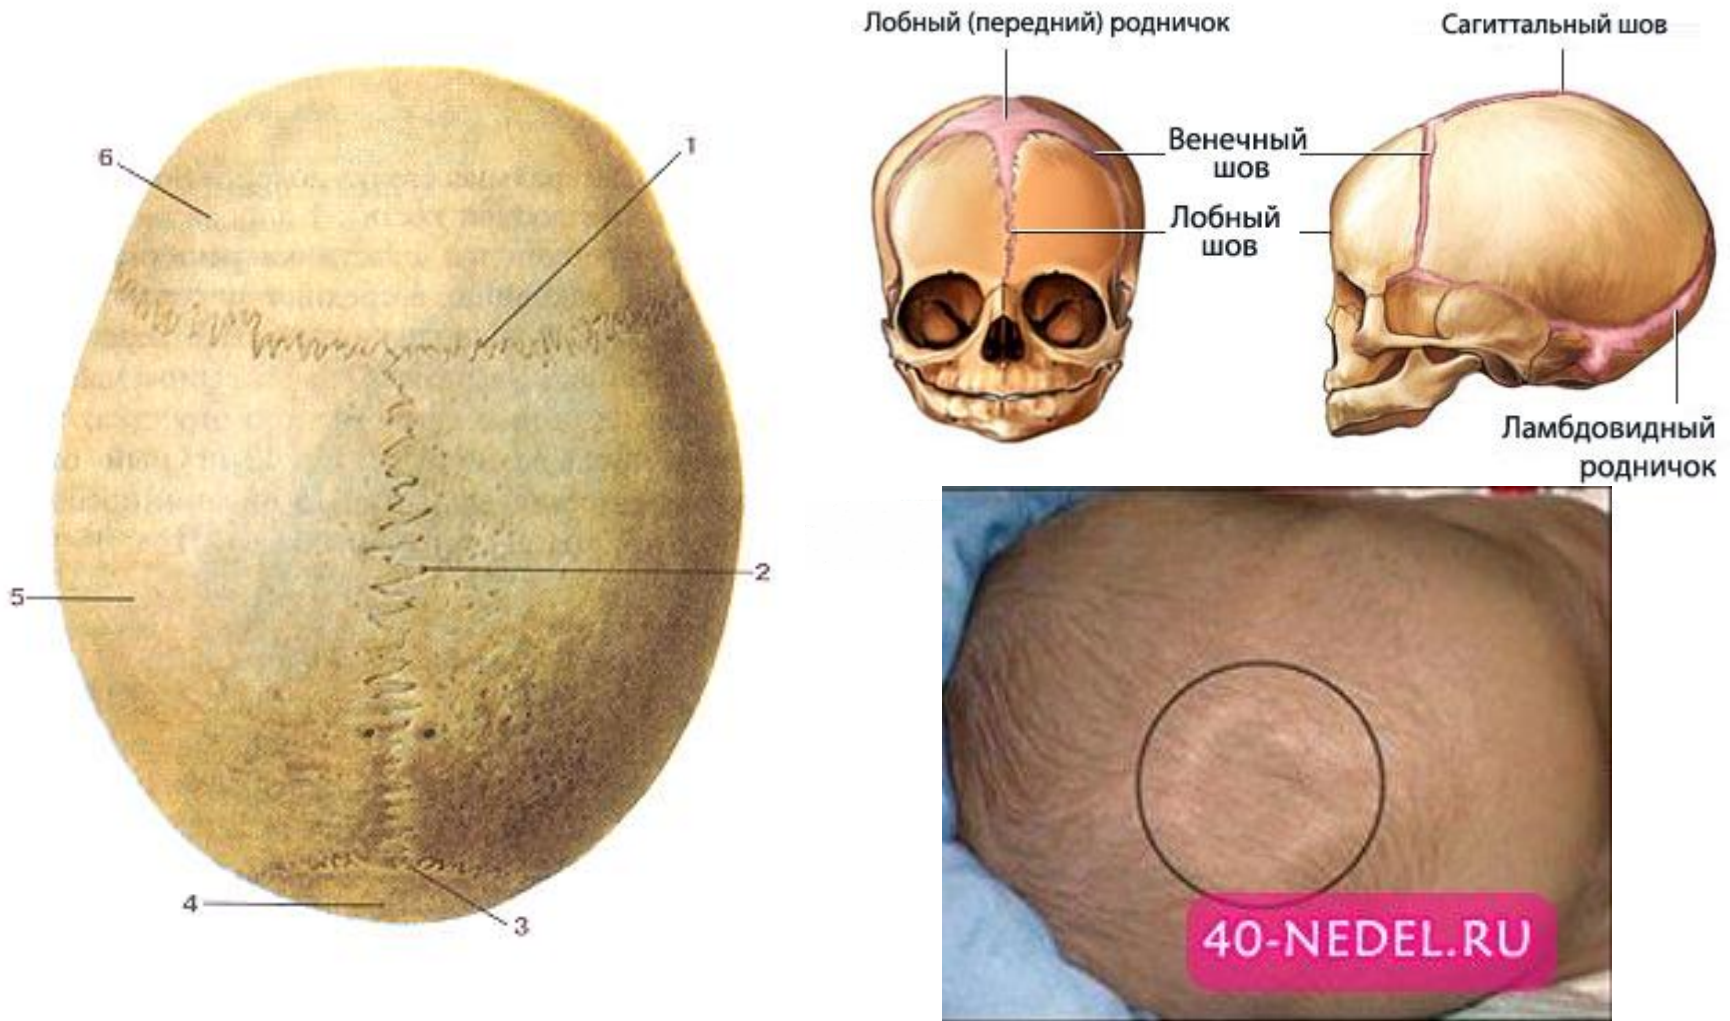 6
1
5
2
4
3
Лобный (передний) родничок
Сагиттальный шов
Венечный
шов
Лобный
шов
Ламбдовидный
родничок
40-NEDEL.RU